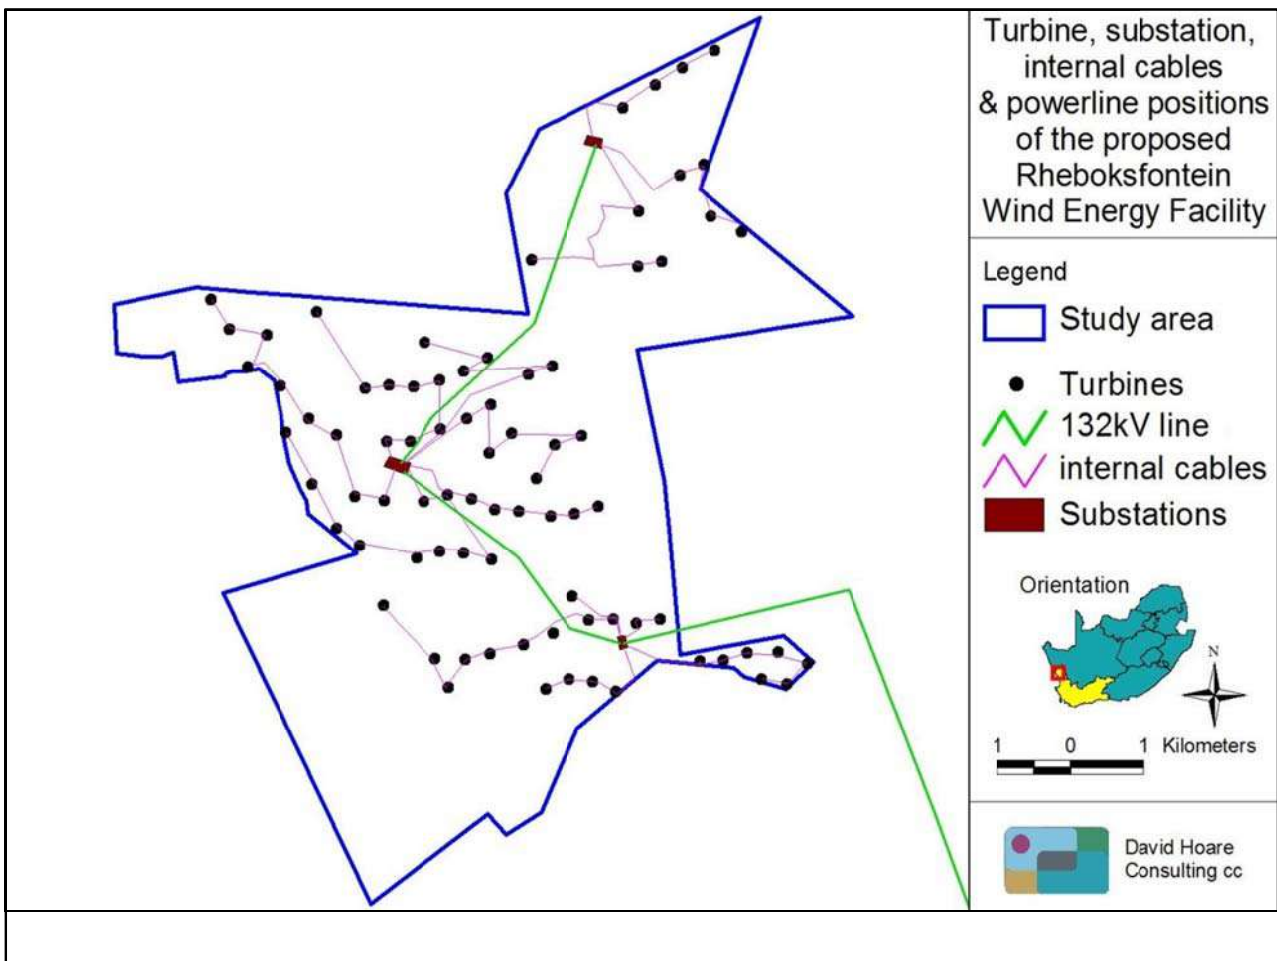 Turbine, substation,
internal cables
& powerline positions
of the proposed
Rheboksfontein
Wind Energy Facility
Legend
Study area
Turbines
132kV line
internal cables
Substations
Orientation
N
1 0 1 Kilometers
David Hoare
Consulting cc